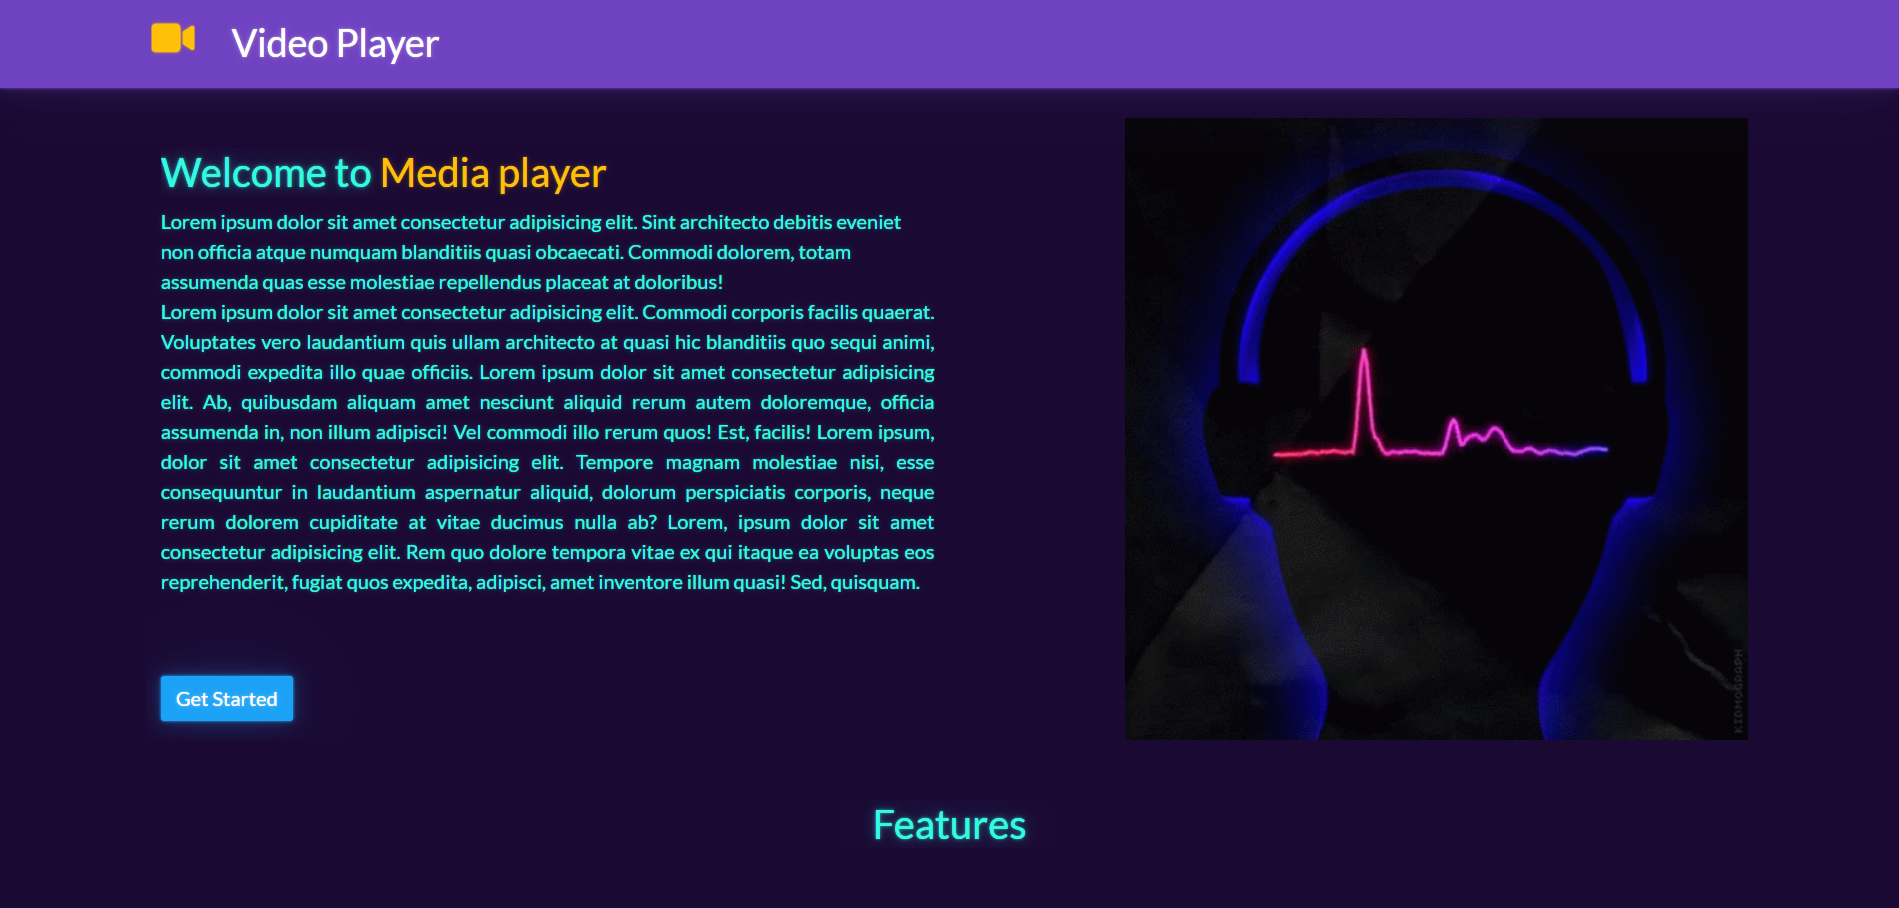 Video Player
Welcome to Media player
Lorem ipsum dolor sit amet consectetur adipisicing elit. Sint architecto debitis eveniet
non officia atque numquam blanditiis quasi obcaecati. Commodi dolorem, totam
assumenda quas esse molestiae repellendus placeat at doloribus!
Lorem ipsum dolor sit amet consectetur adipisicing elit. Commodi corporis facilis quaerat.
Voluptates vero laudantium quis ullam architecto at quasi hic blanditiis quo sequi animi,
commodi expedita illo quae officiis. Lorem ipsum dolor sit amet consectetur adipisicing
elit. Ab, quibusdam aliquam amet nesciunt aliquid rerum autem doloremque, officia
assumenda in, non illum adipisci! Vel commodi illo rerum quos! Est, facilis! Lorem ipsum,
dolor sit amet consectetur adipisicing elit. Tempore magnam molestiae nisi, esse
consequuntur in laudantium aspernatur aliquid, dolorum perspiciatis corporis, neque
rerum dolorem cupiditate at vitae ducimus nulla ab? Lorem, ipsum dolor sit amet
consectetur adipisicing elit. Rem quo dolore tempora vitae ex qui itaque ea voluptas eos
reprehenderit, fugiat quos expedita, adipisci, amet inventore illum quasi! Sed, quisquam.
Get Started
KIDMOGRAPH
Features